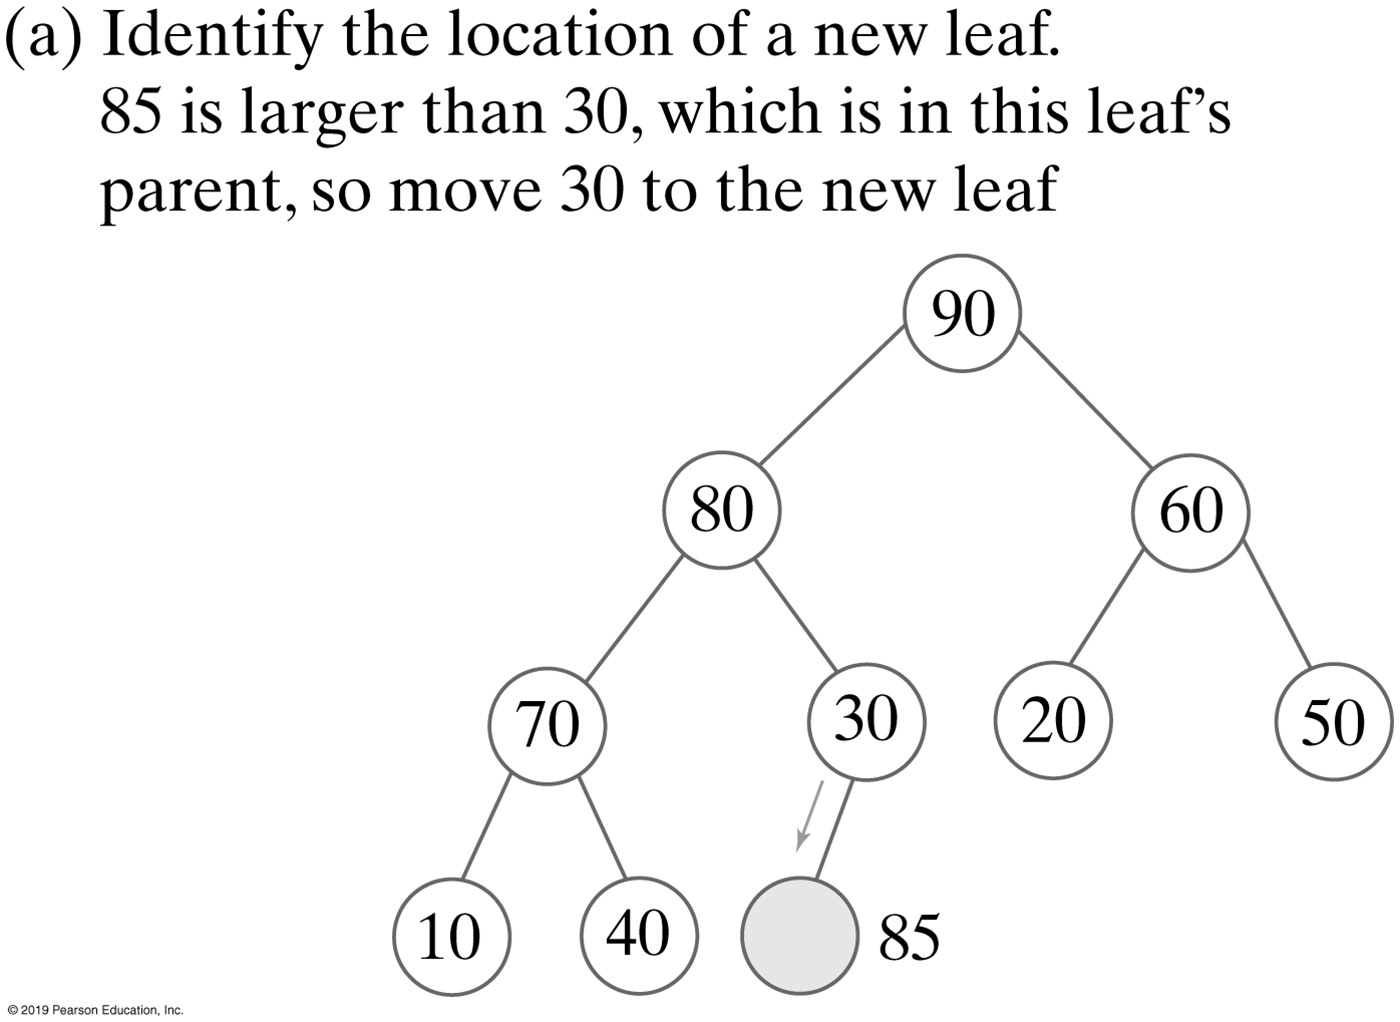 (a) Identify the location of a new leaf.
85 is larger than 30, which is in this leaf’s
parent, so move 30 to the new leaf
90
80
60
70
30
20
50
10
40
85
© 2019 Pearson Education, Inc.